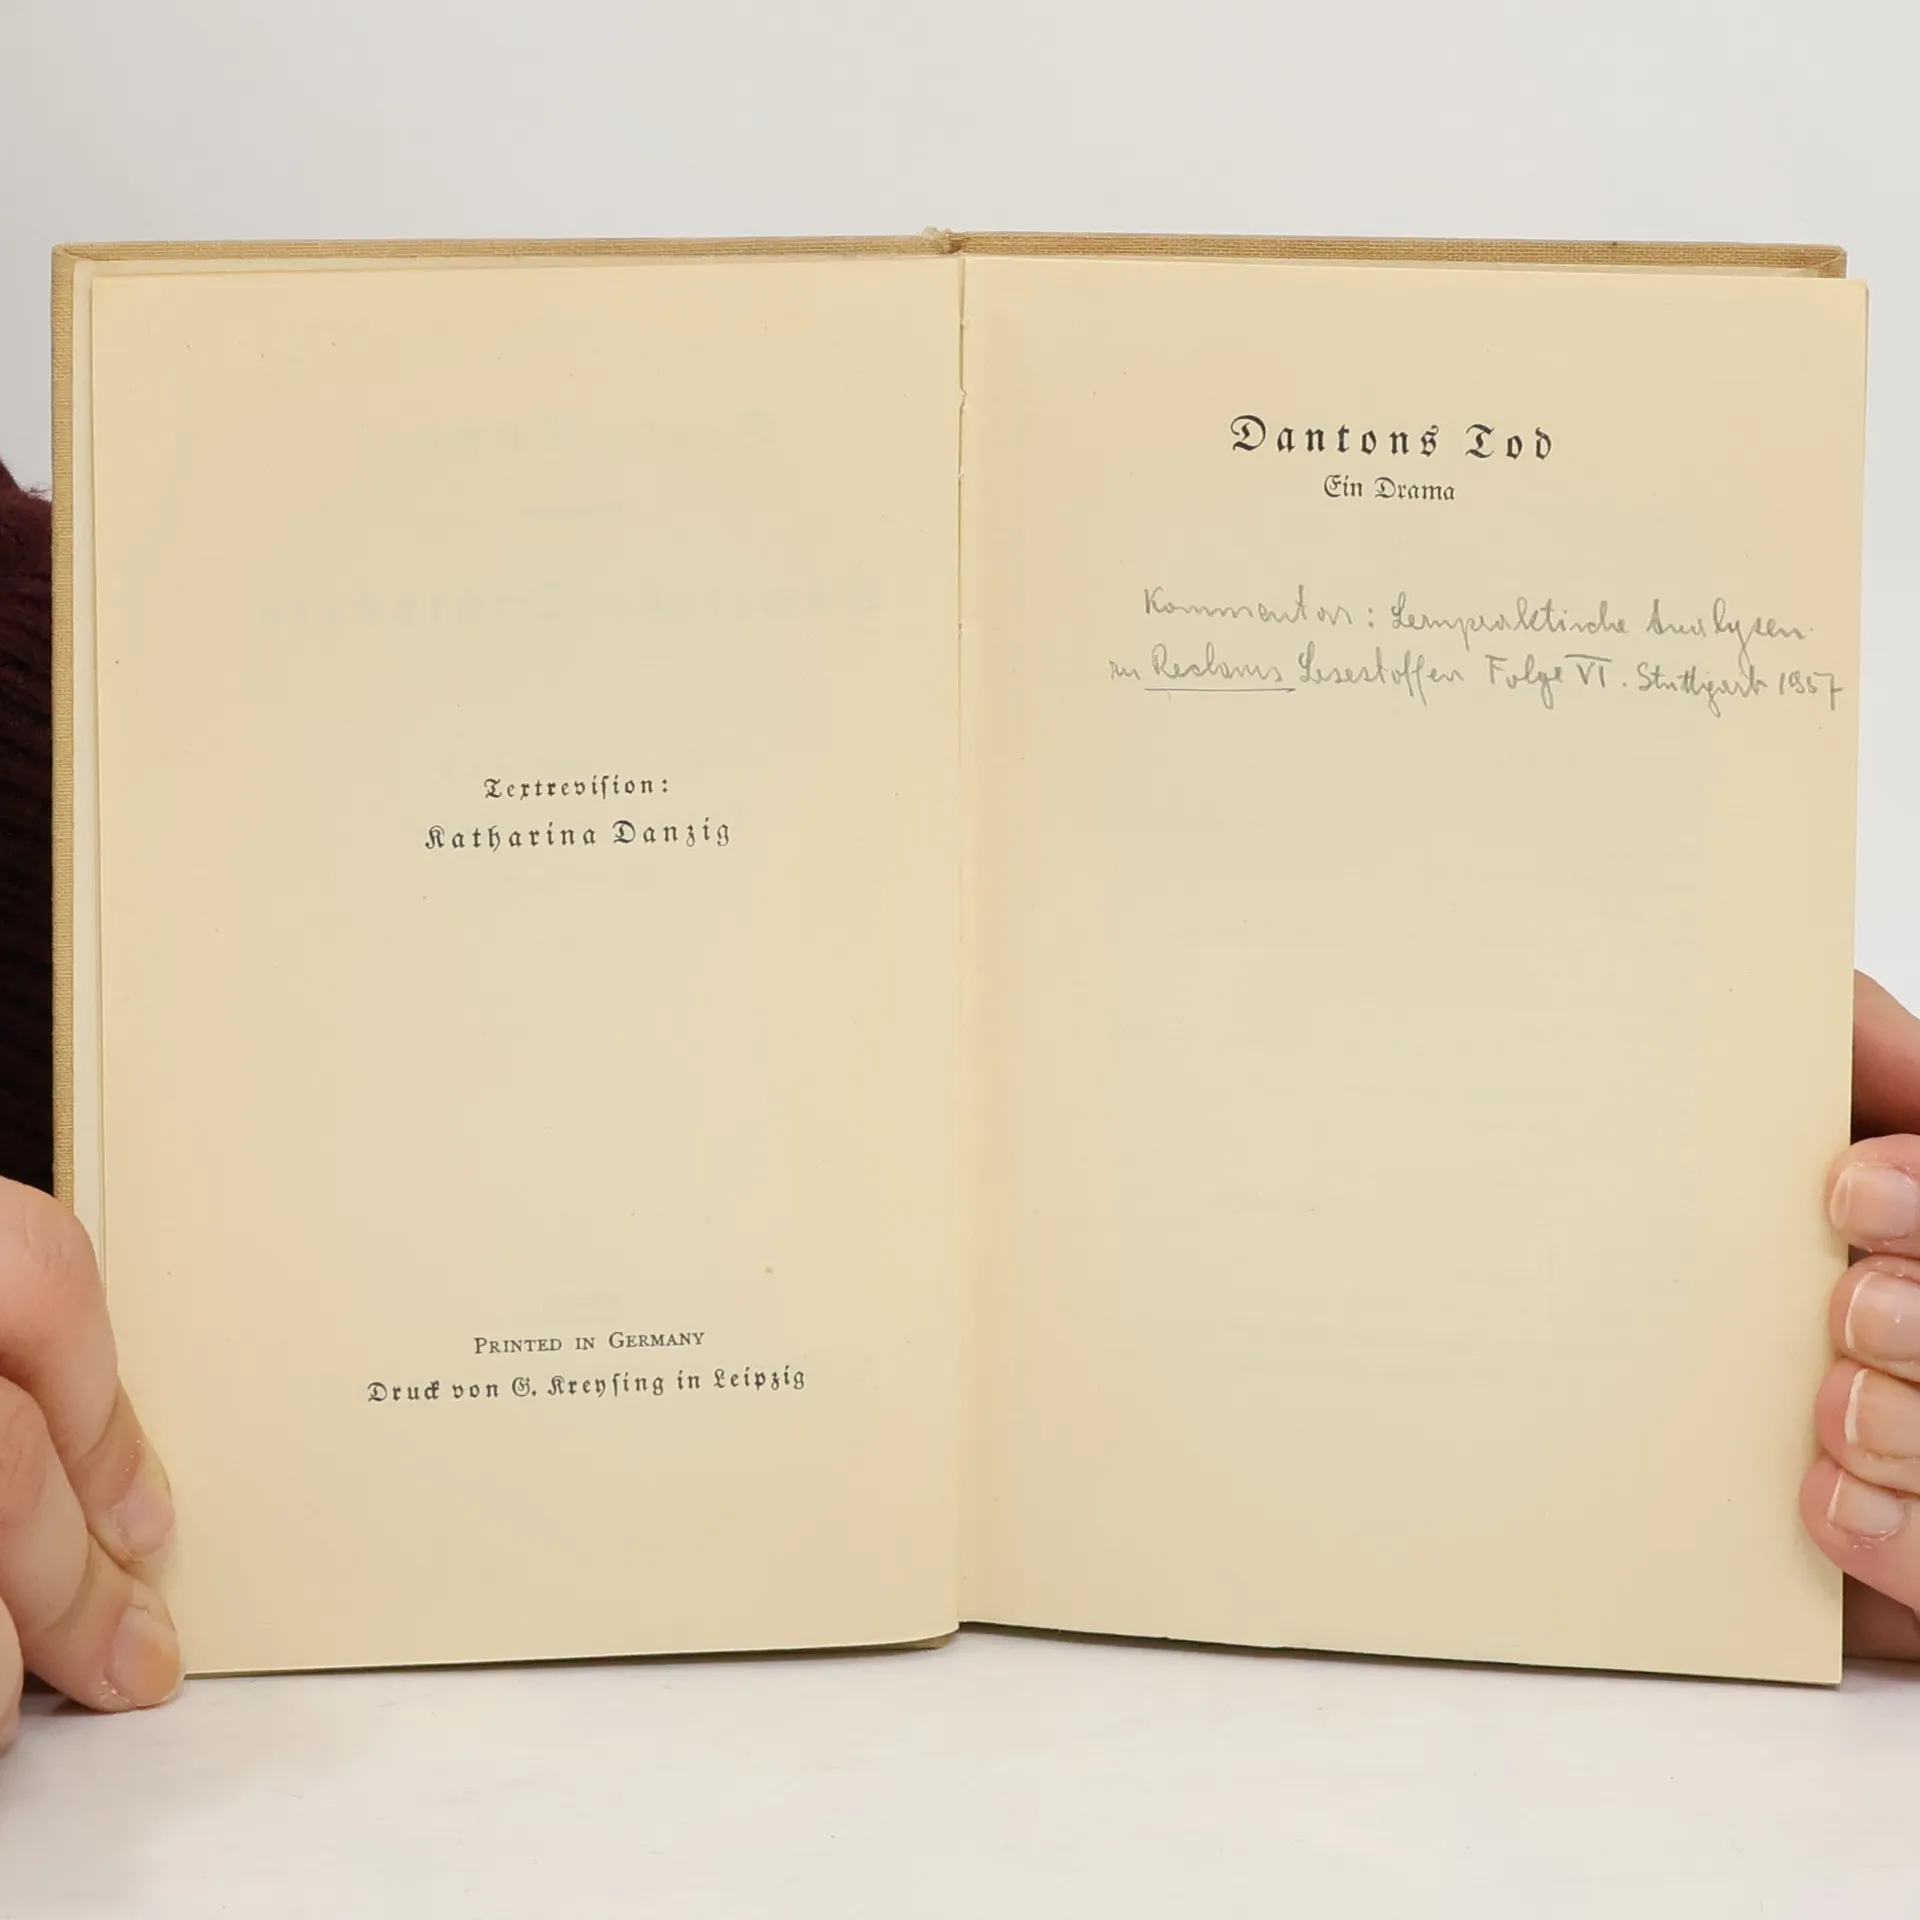 Textrevision:
Katharina Danzig
Printed in Germany
Druck von G. Kreysing in Leipzig
Dantons Tod
Ein Drama
Kommentar: Lernpraktische Analysen
zu Reclams Lesestoffen Folge VI. Stuttgart 1957